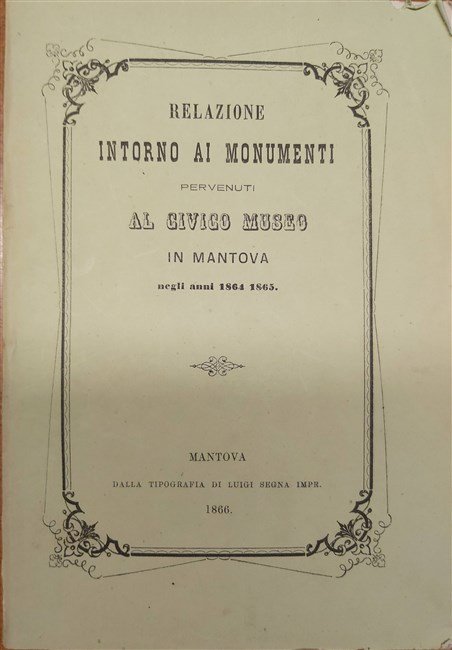 RELAZIONE
INTORNO AI MONUMENTI
PERVENUTI
AL CIVICO MUSEO
IN MANTOVA
negli anni 1864 1865.
MANTOVA
DALLA TIPOGRAFIA DI LUIGI SEGNA IMPR.
1866.